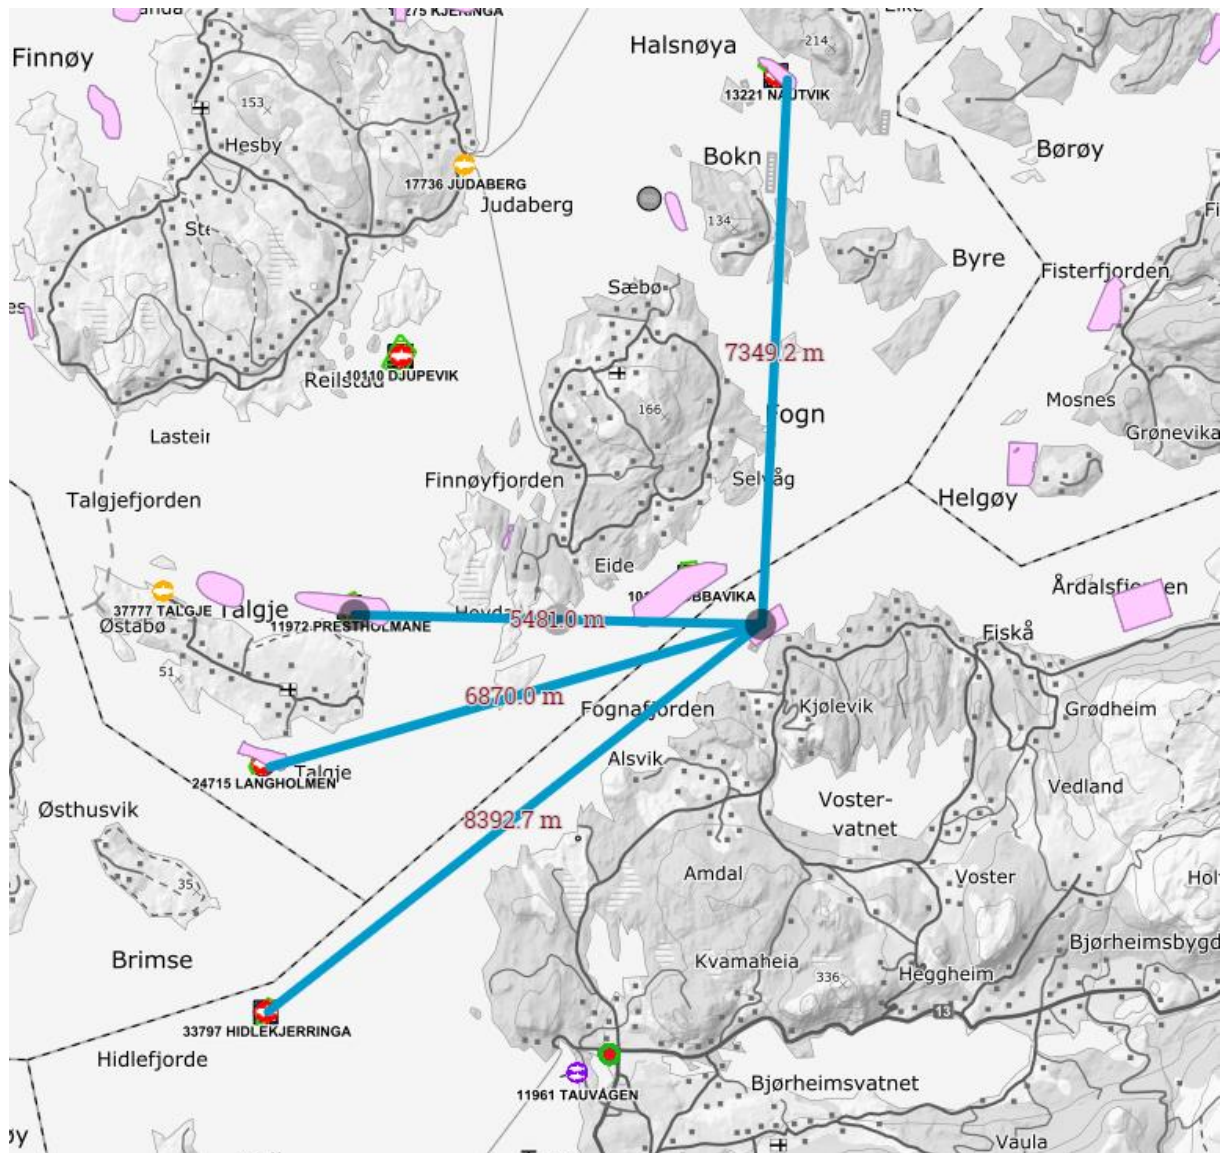 Finnøy
Halsnøya
13221 NAUTVIK
214
153
Hesby
Bokn
Børøy
17736 JUDABERG
Judaberg
134
Byre
Fisterfjorden
Sæbø
7349.2 m
10110 DJUPEVIK
Reilstad
166
Fogn
Mosnes
Grønevika
Lastein
Finnøyfjorden
Selvåg
Talgjefjorden
Helgøy
Eide
Årdalsfjorden
37777 TALGJE
Talgje
Østabø
11972 PRESTHOLMANE
5481.0 m
Fiskå
51
6870.0 m
Fognafjorden
Kjølevik
Grødheim
Alsvik
24715 LANGHOLMEN
Talgje
Vedland
Østhusvik
8392.7 m
Voster-
vatnet
Amdal
Voster
35
Brimse
Kvamaheia
336
Heggheim
Bjørheimsbygd
13
33797 HIDLEKJERRINGA
Hidlefjorde
11961 TAUVÅGEN
Bjørheimsvatnet
Vaula